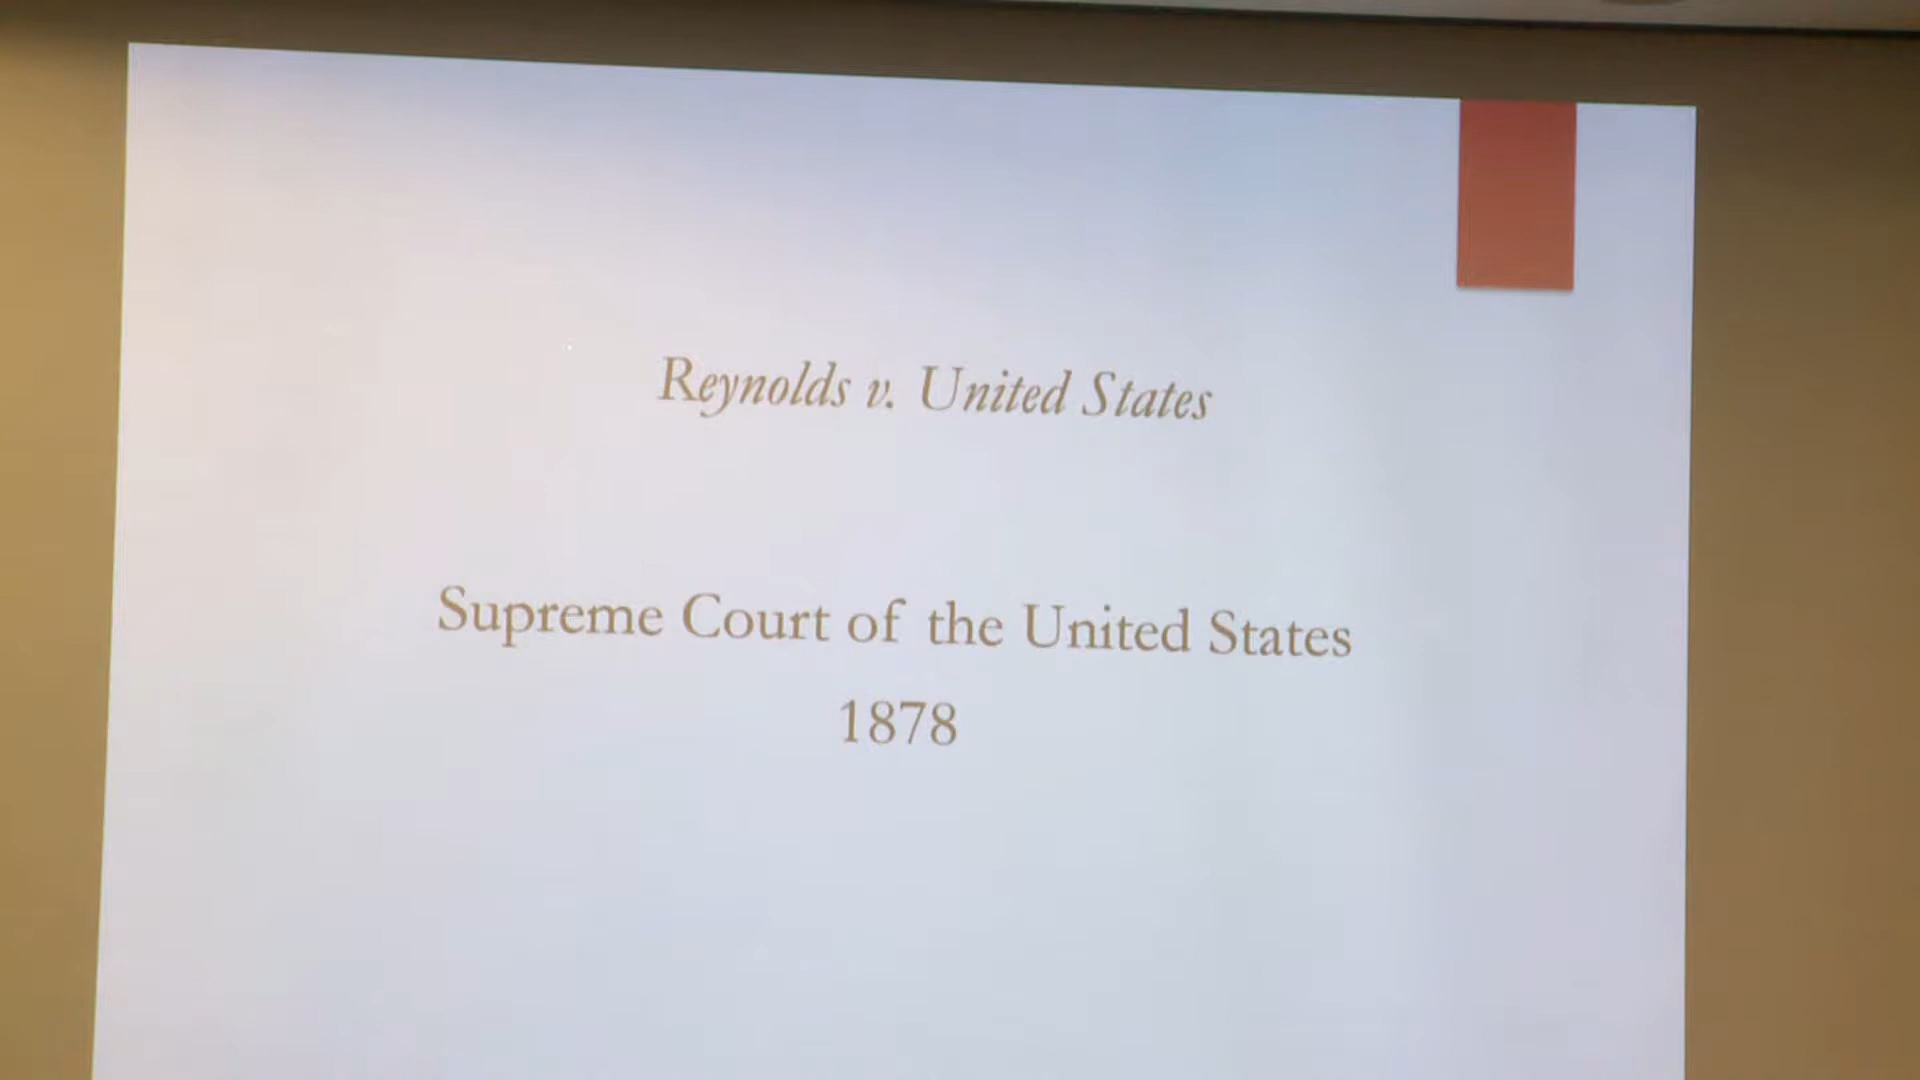 Reynolds v. United States
Supreme Court of the United States
1878